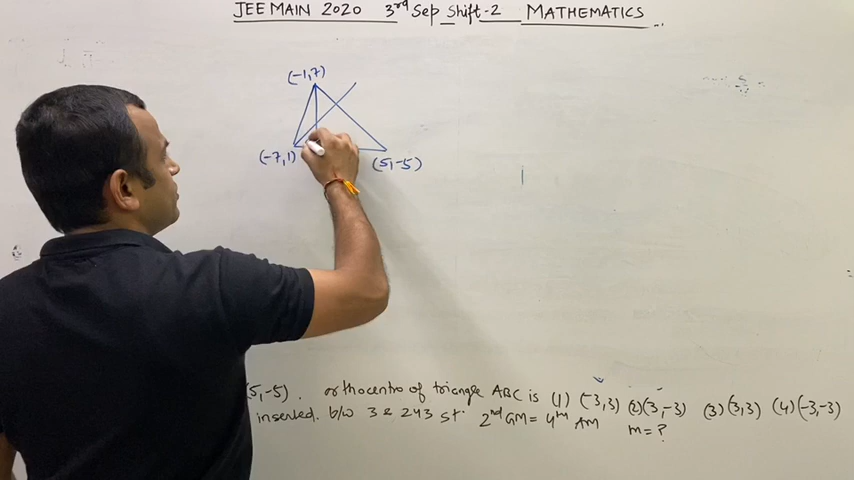 JEE MAIN 2020 3rd Sep Shift-2 MATHEMATICS
(-1,7)
(-7,1)
(5,-5)
(5,-5). orthocentro of triangle ABC is (1) (-3,3) (2)(3,-3) (3)(3,3) (4)(-3,-3)
inserted. b/w 3 & 243 st. 2nd GM = 4th AM m=?